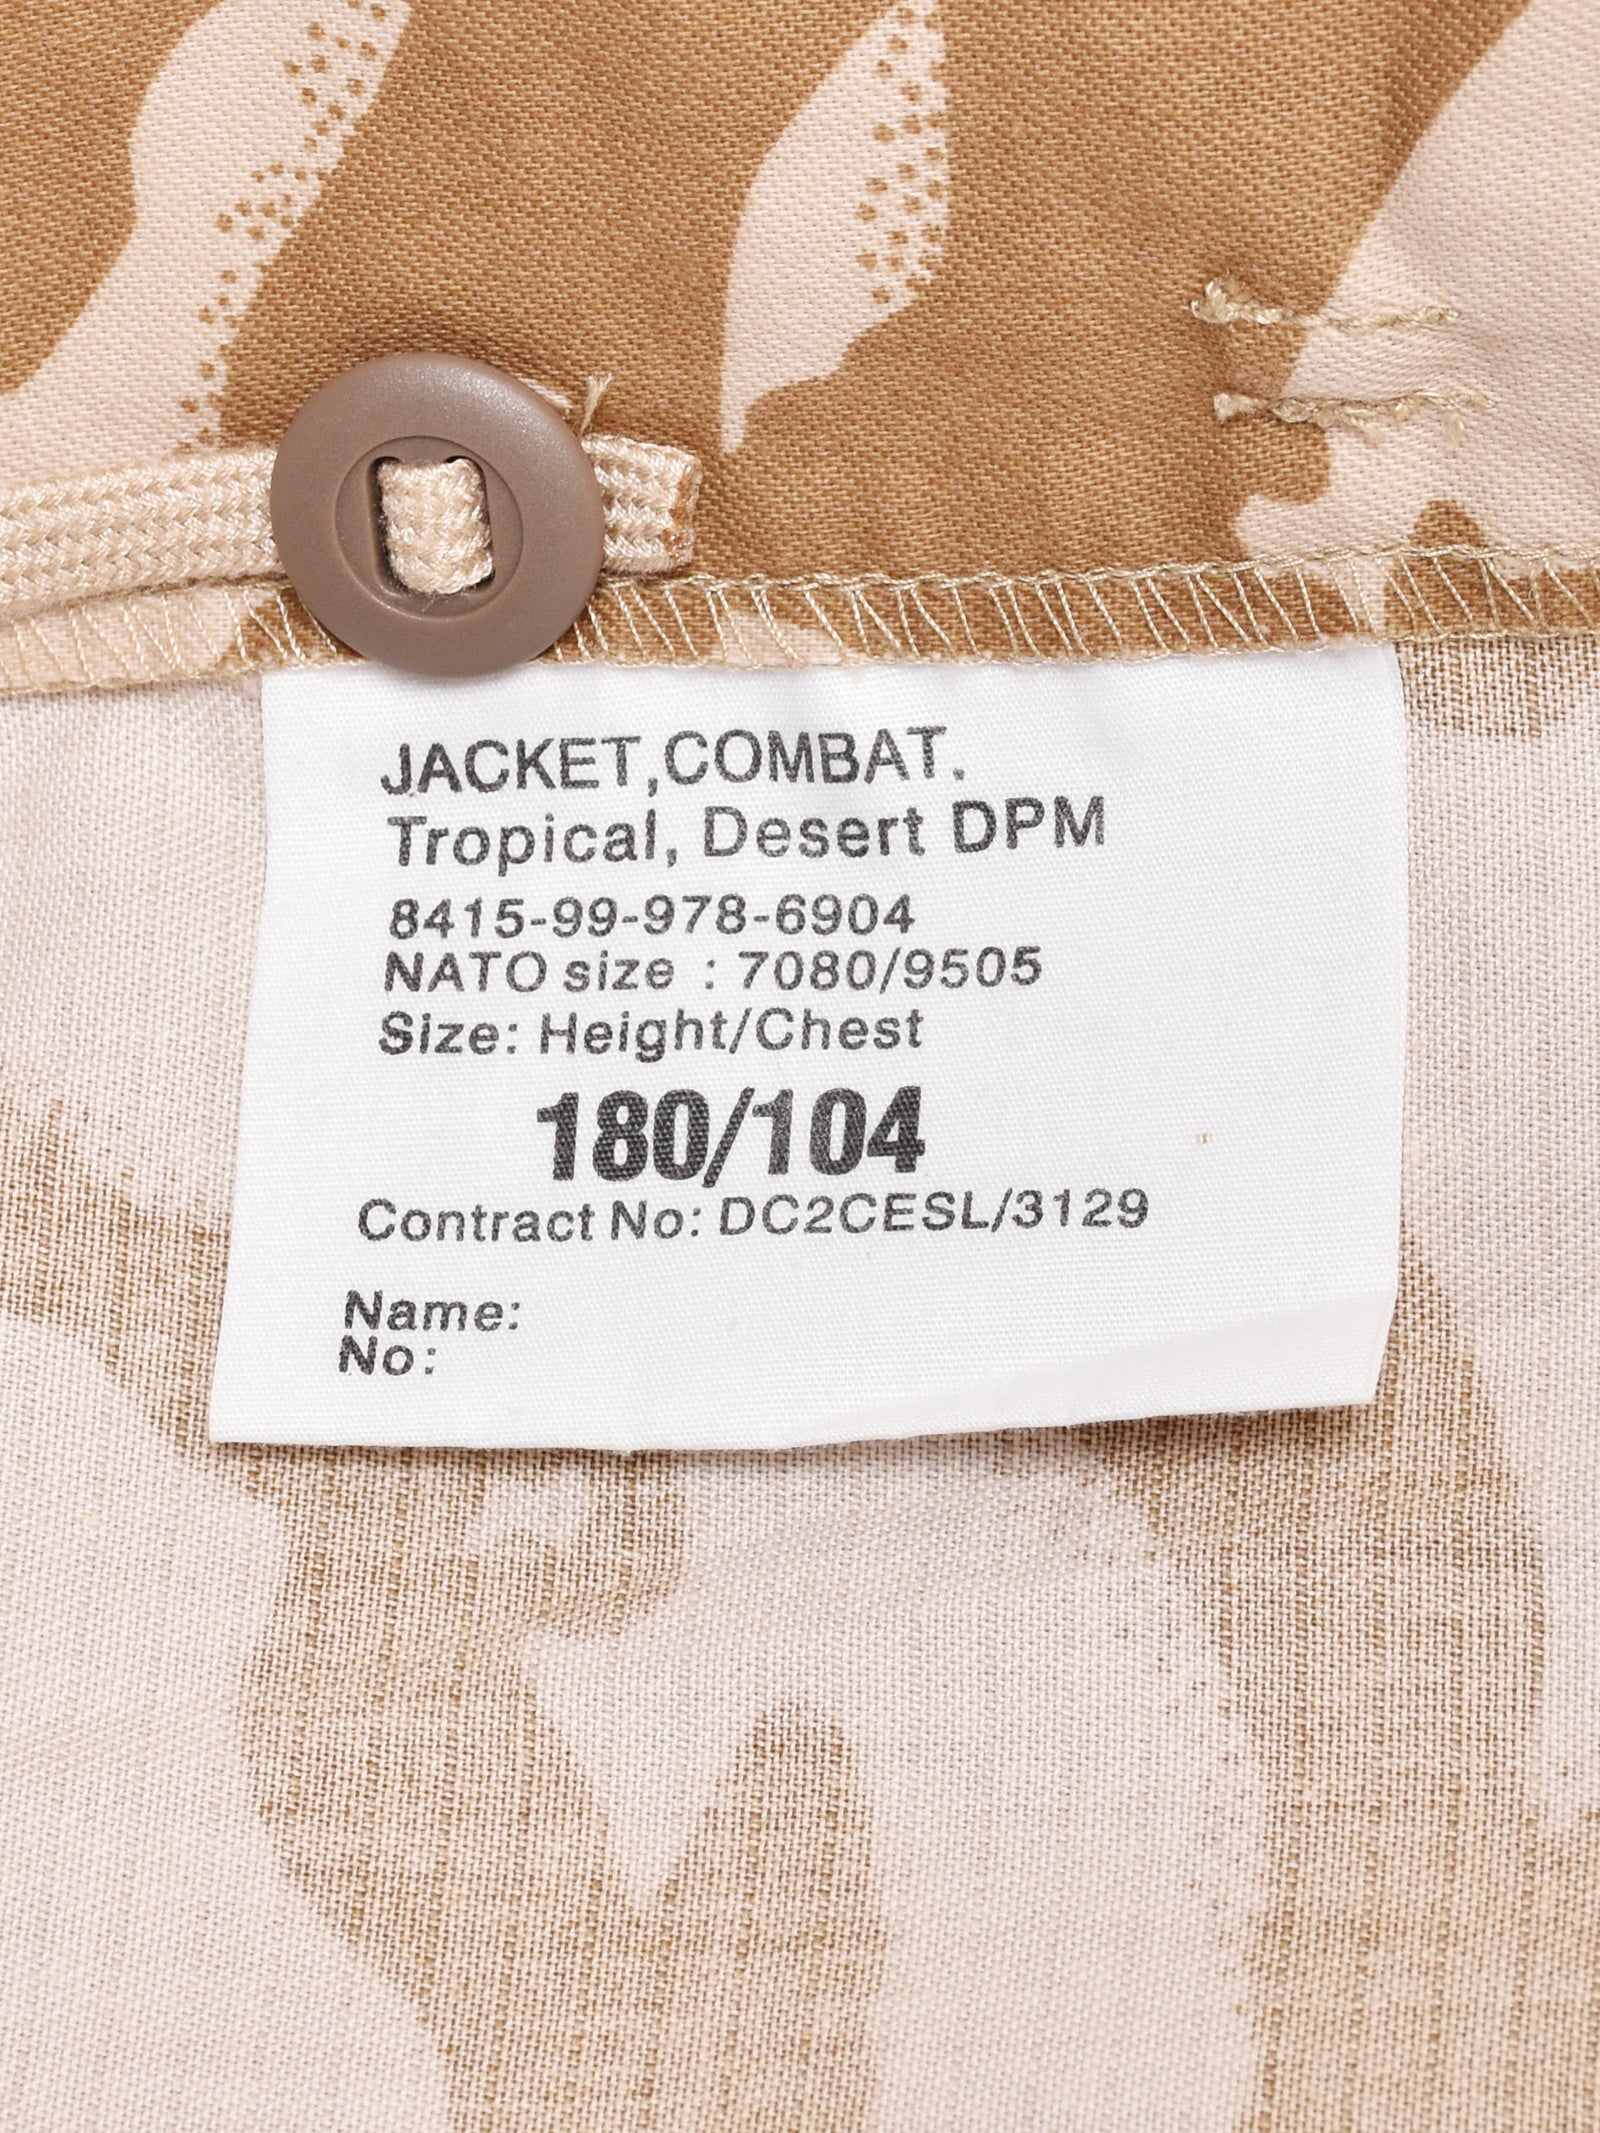 JACKET,COMBAT.
Tropical, Desert DPM
8415-99-978-6904
NATO size : 7080/9505
Size: Height/Chest
180/104
Contract No: DC2CESL/3129
Name:
No: